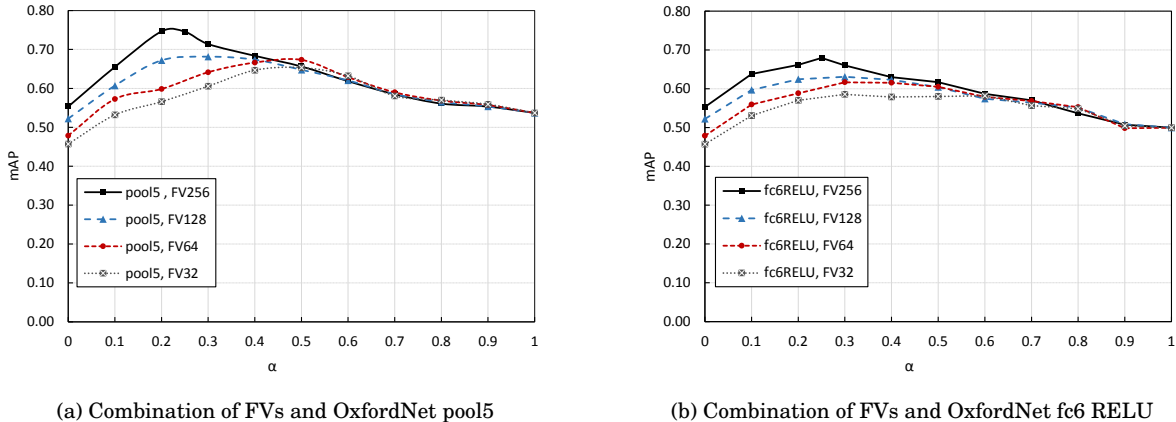 0.80
0.70
0.60
0.50
0.40
0.30
0.20
0.10
0.00
mAP
pool5 , FV256
pool5, FV128
pool5, FV64
pool5, FV32
0 0.1 0.2 0.3 0.4 0.5 0.6 0.7 0.8 0.9 1
α
(a) Combination of FVs and OxfordNet pool5
0.80
0.70
0.60
0.50
0.40
0.30
0.20
0.10
0.00
mAP
fc6RELU, FV256
fc6RELU, FV128
fc6RELU, FV64
fc6RELU, FV32
0 0.1 0.2 0.3 0.4 0.5 0.6 0.7 0.8 0.9 1
α
(b) Combination of FVs and OxfordNet fc6 RELU